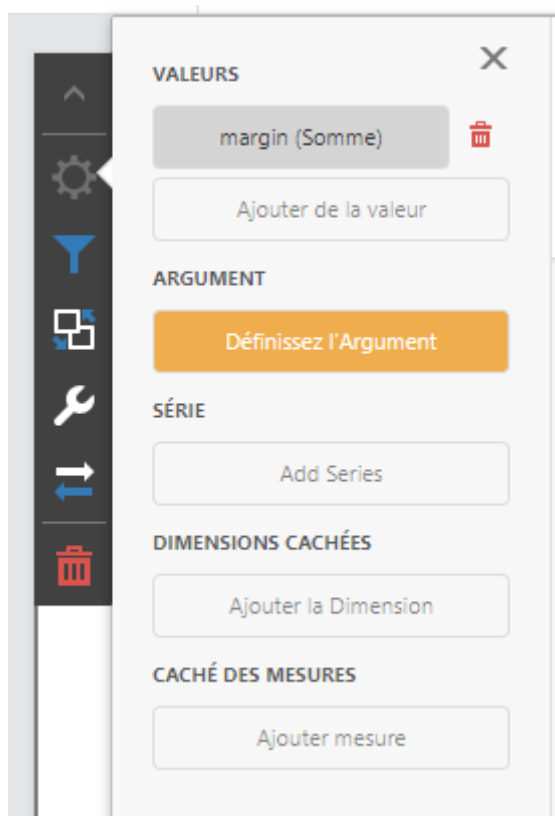 VALEURS
margin (Somme)
Ajouter de la valeur
ARGUMENT
Définissez l'Argument
SÉRIE
Add Series
DIMENSIONS CACHÉES
Ajouter la Dimension
CACHÉ DES MESURES
Ajouter mesure